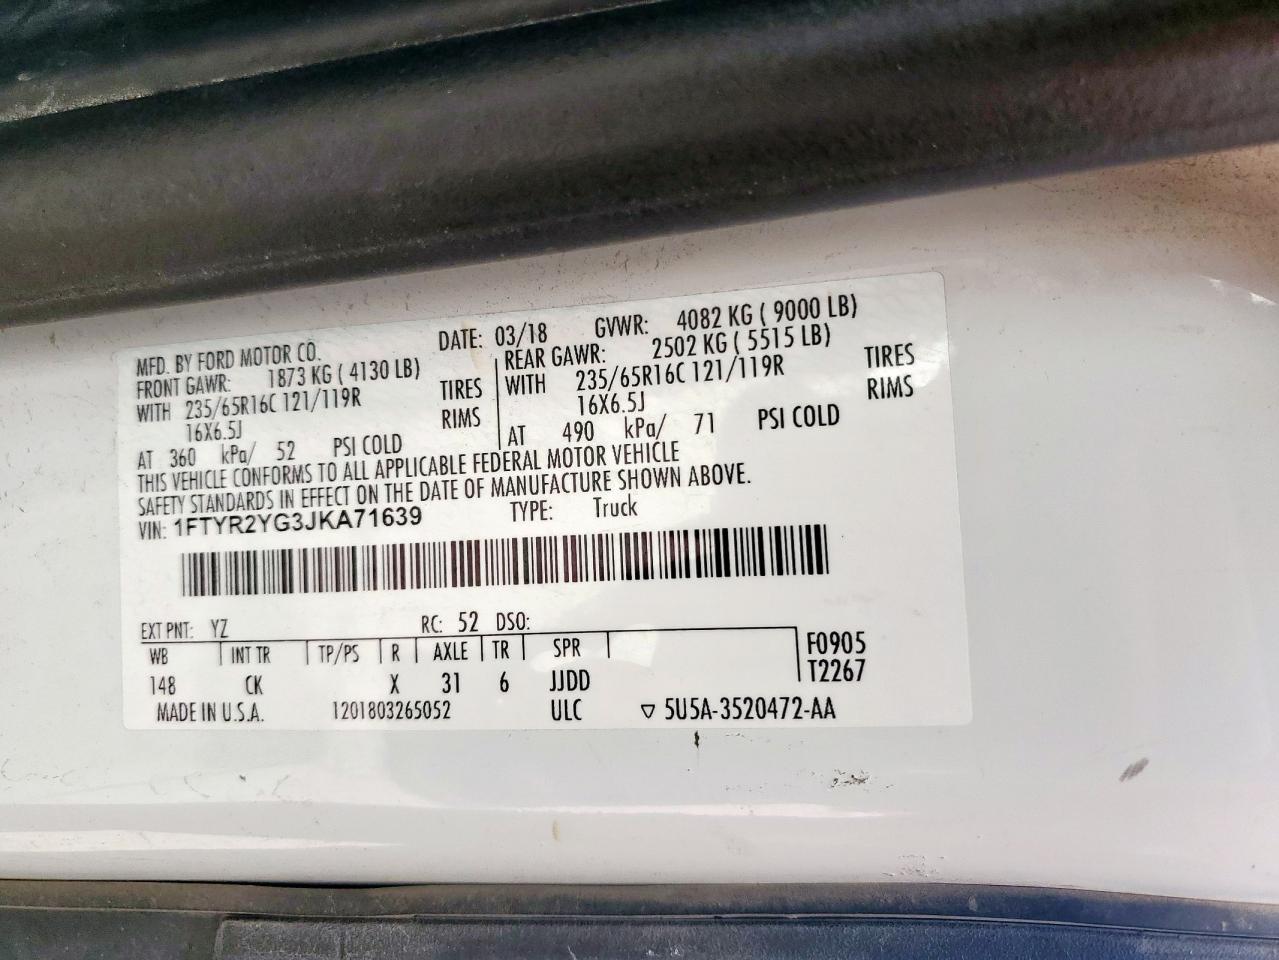 MFD. BY FORD MOTOR CO. DATE: 03/18 GVWR: 4082 KG ( 9000 LB)
FRONT GAWR: 1873 KG ( 4130 LB) REAR GAWR: 2502 KG ( 5515 LB)
WITH 235/65R16C 121/119R TIRES WITH 235/65R16C 121/119R TIRES
16X6.5J RIMS 16X6.5J RIMS
AT 360 kPa/ 52 PSI COLD AT 490 kPa/ 71 PSI COLD
THIS VEHICLE CONFORMS TO ALL APPLICABLE FEDERAL MOTOR VEHICLE
SAFETY STANDARDS IN EFFECT ON THE DATE OF MANUFACTURE SHOWN ABOVE.
VIN: 1FTYR2YG3JKA71639 TYPE: Truck
EXT PNT: YZ RC: 52 DSO:
WB INT TR TP/PS R AXLE TR SPR F0905
148 CK X 31 6 JJDD T2267
MADE IN U.S.A. 1201803265052 ULC ▽ 5U5A-3520472-AA